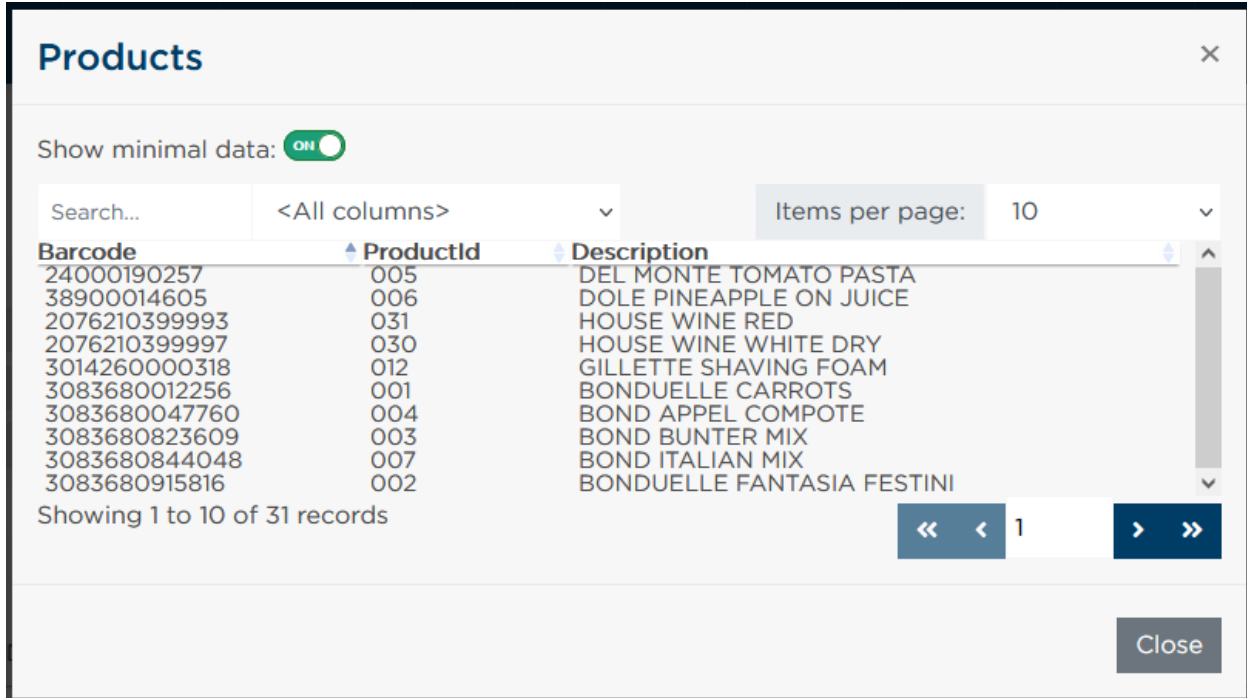 Products ×
Show minimal data: ON
Search... <All columns> Items per page: 10
Barcode ProductId Description
24000190257 005 DEL MONTE TOMATO PASTA
38900014605 006 DOLE PINEAPPLE ON JUICE
2076210399993 031 HOUSE WINE RED
2076210399997 030 HOUSE WINE WHITE DRY
3014260000318 012 GILLETTE SHAVING FOAM
3083680012256 001 BONDUELLE CARROTS
3083680047760 004 BOND APPEL COMPOTE
3083680823609 003 BOND BUNTER MIX
3083680844048 007 BOND ITALIAN MIX
3083680915816 002 BONDUELLE FANTASIA FESTINI
Showing 1 to 10 of 31 records
« ‹ 1 › »
Close